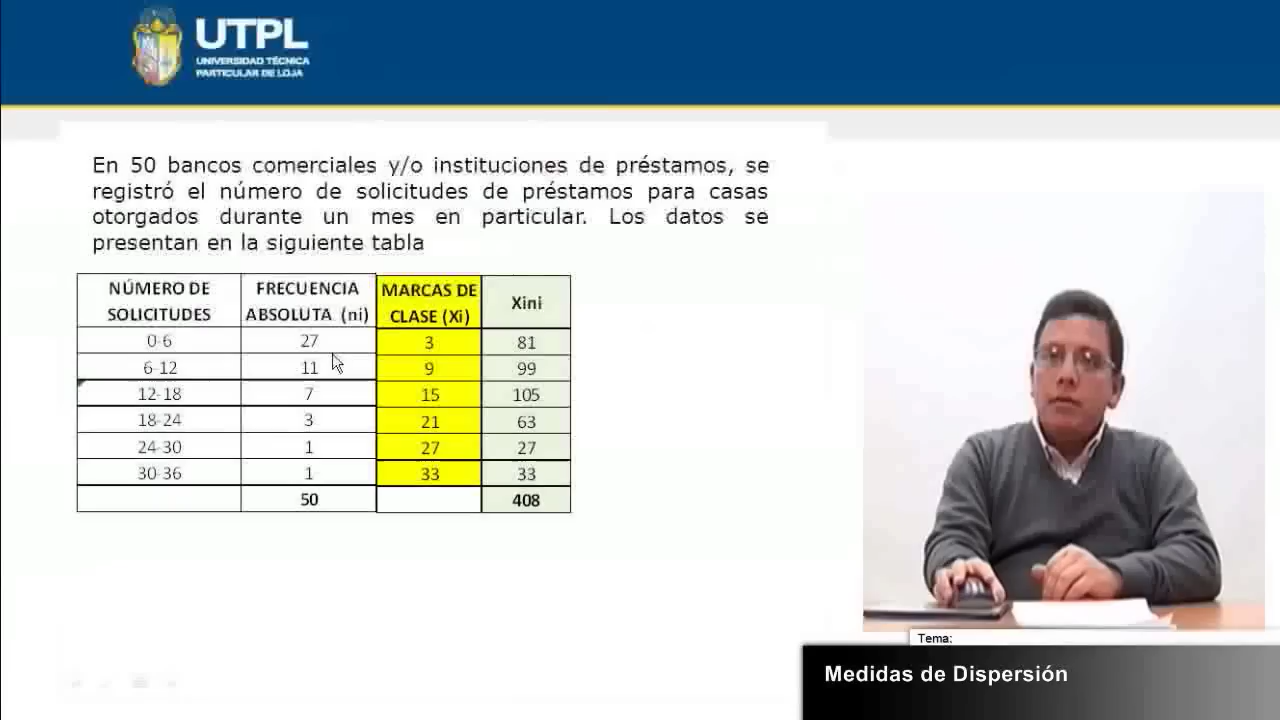 UTPL
UNIVERSIDAD TÉCNICA
PARTICULAR DE LOJA
En 50 bancos comerciales y/o instituciones de préstamos, se
registró el número de solicitudes de préstamos para casas
otorgados durante un mes en particular. Los datos se
presentan en la siguiente tabla
NÚMERO DE SOLICITUDES FRECUENCIA ABSOLUTA (ni) MARCAS DE CLASE (Xi) Xini
0-6 27 3 81
6-12 11 9 99
12-18 7 15 105
18-24 3 21 63
24-30 1 27 27
30-36 1 33 33
50 408
Tema:
Medidas de Dispersión